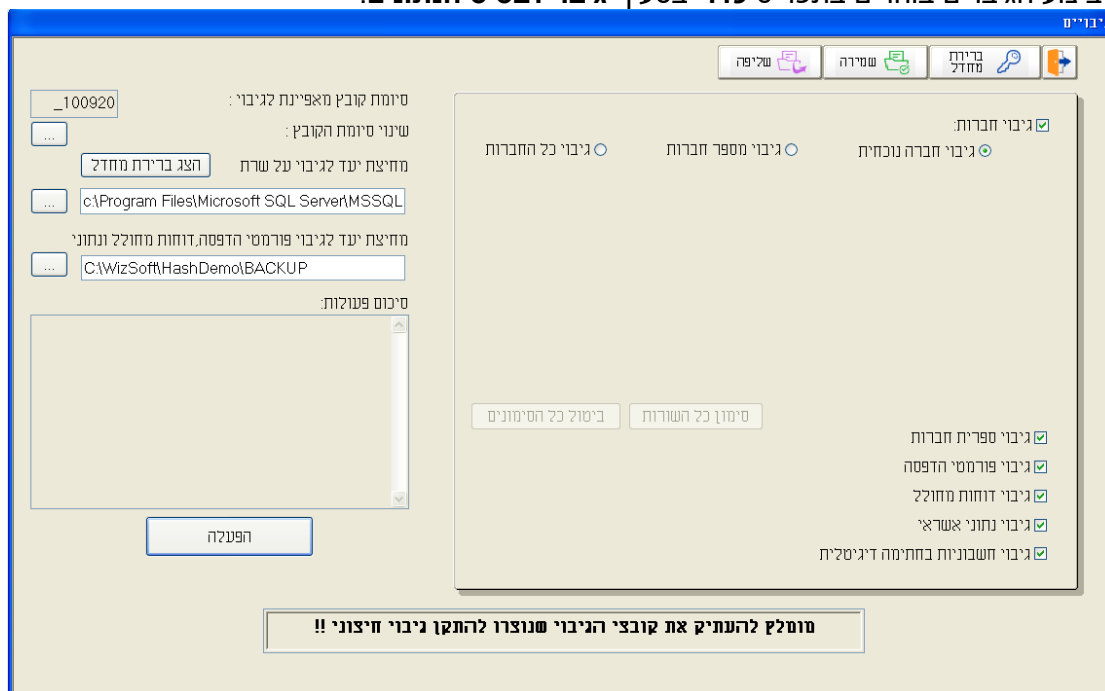 גיבויים
ברירת מחדל
שמירה
שליפה
גיבוי חברות:
גיבוי חברה נוכחית
גיבוי מספר חברות
גיבוי כל החברות
סימון כל השורות
ביטול כל הסימונים
גיבוי ספרית חברות
גיבוי פורמטי הדפסה
גיבוי דוחות מחולל
גיבוי נתוני אשראי
גיבוי חשבוניות בחתימה דיגיטלית
סיומת קובץ מאפיינת לגיבוי :
_100920
שינוי סיומת הקובץ :
...
מחיצת יעד לגיבוי על שרת
הצג ברירת מחדל
c:\Program Files\Microsoft SQL Server\MSSQL
...
מחיצת יעד לגיבוי פורמטי הדפסה,דוחות מחולל ונתוני
C:\WizSoft\HashDemo\BACKUP
...
סיכום פעולות:
הפעלה
מומלץ להעתיק את קובצי הגיבוי שנוצרו להתקן גיבוי חיצוני !!